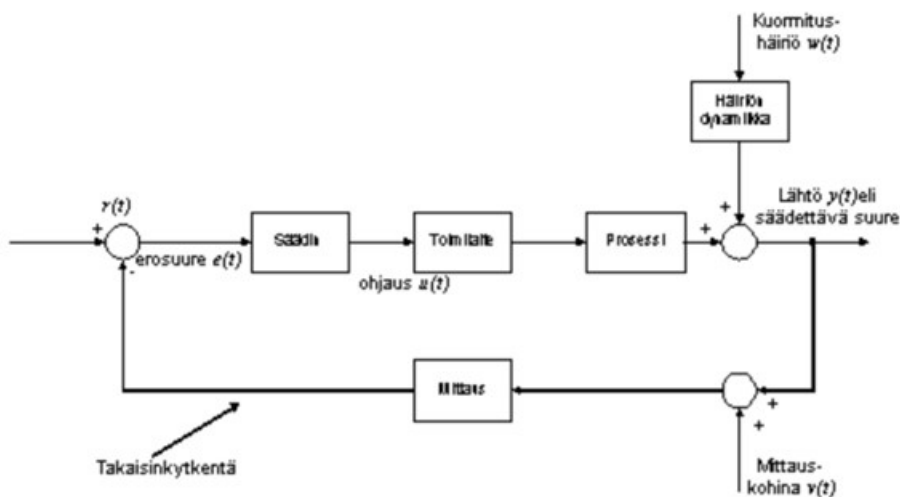 Kuormitus-
häiriö w(t)
Häiriön
dynamiikka
r(t)
Lähtö y(t)eli
säädettävä suure
+
+
+
Säädin
Toimilaite
Prosessi
erosuure e(t)
-
ohjaus u(t)
Mittaus
+
+
Takaisinkytkentä
Mittaus-
kohina v(t)